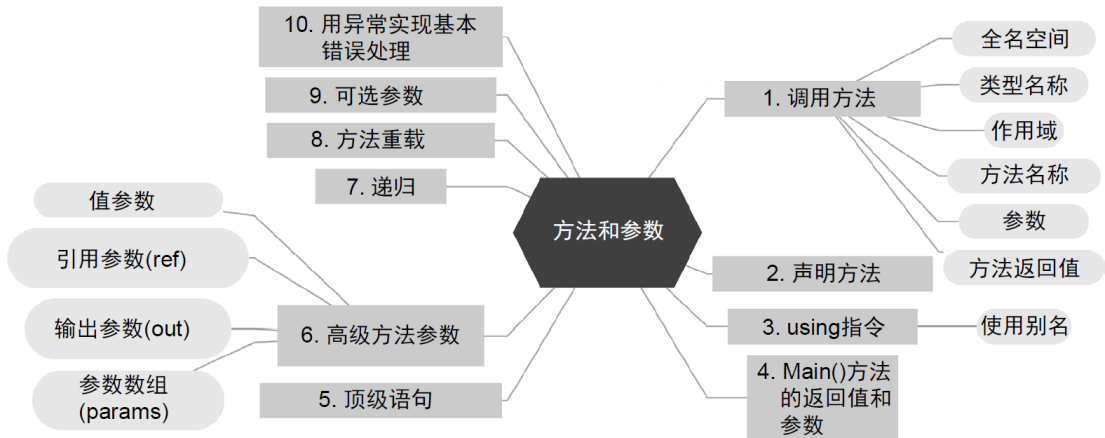 方法和参数
1. 调用方法
全名空间
类型名称
作用域
方法名称
参数
方法返回值
2. 声明方法
3. using指令
使用别名
4. Main()方法
的返回值和
参数
5. 顶级语句
6. 高级方法参数
值参数
引用参数(ref)
输出参数(out)
参数数组
(params)
7. 递归
8. 方法重载
9. 可选参数
10. 用异常实现基本
错误处理